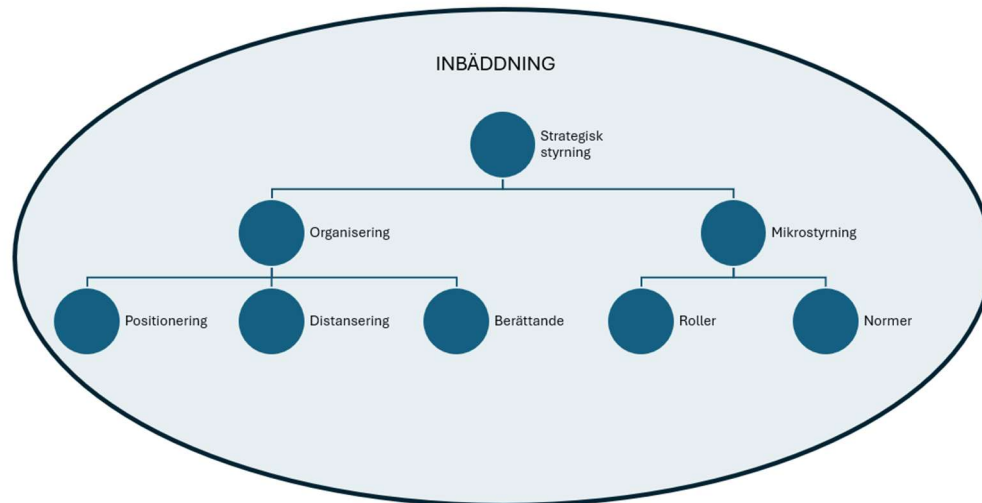 INBÄDDNING
Strategisk
styrning
Organisering
Mikrostyrning
Positionering
Distansering
Berättande
Roller
Normer